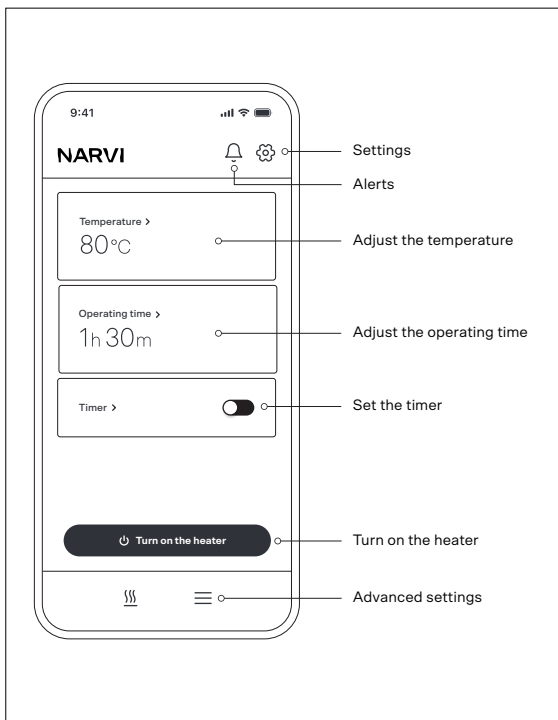 9:41
NARVI
Settings
Alerts
Temperature >
80°C
Adjust the temperature
Operating time >
1h 30m
Adjust the operating time
Timer >
Set the timer
Turn on the heater
Turn on the heater
Advanced settings